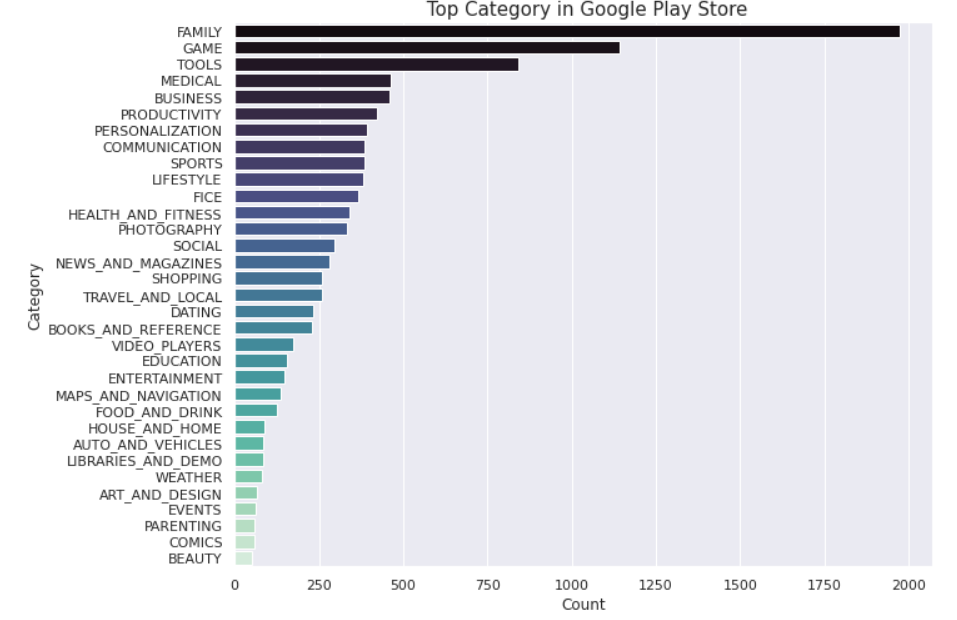 Top Category in Google Play Store
FAMILY
GAME
TOOLS
MEDICAL
BUSINESS
PRODUCTIVITY
PERSONALIZATION
COMMUNICATION
SPORTS
LIFESTYLE
FICE
HEALTH_AND_FITNESS
PHOTOGRAPHY
SOCIAL
NEWS_AND_MAGAZINES
SHOPPING
TRAVEL_AND_LOCAL
DATING
BOOKS_AND_REFERENCE
VIDEO_PLAYERS
EDUCATION
ENTERTAINMENT
MAPS_AND_NAVIGATION
FOOD_AND_DRINK
HOUSE_AND_HOME
AUTO_AND_VEHICLES
LIBRARIES_AND_DEMO
WEATHER
ART_AND_DESIGN
EVENTS
PARENTING
COMICS
BEAUTY
Category
0 250 500 750 1000 1250 1500 1750 2000
Count